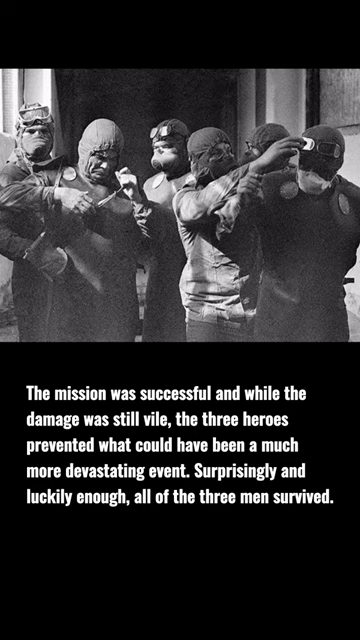 The mission was successful and while the
damage was still vile, the three heroes
prevented what could have been a much
more devastating event. Surprisingly and
luckily enough, all of the three men survived.